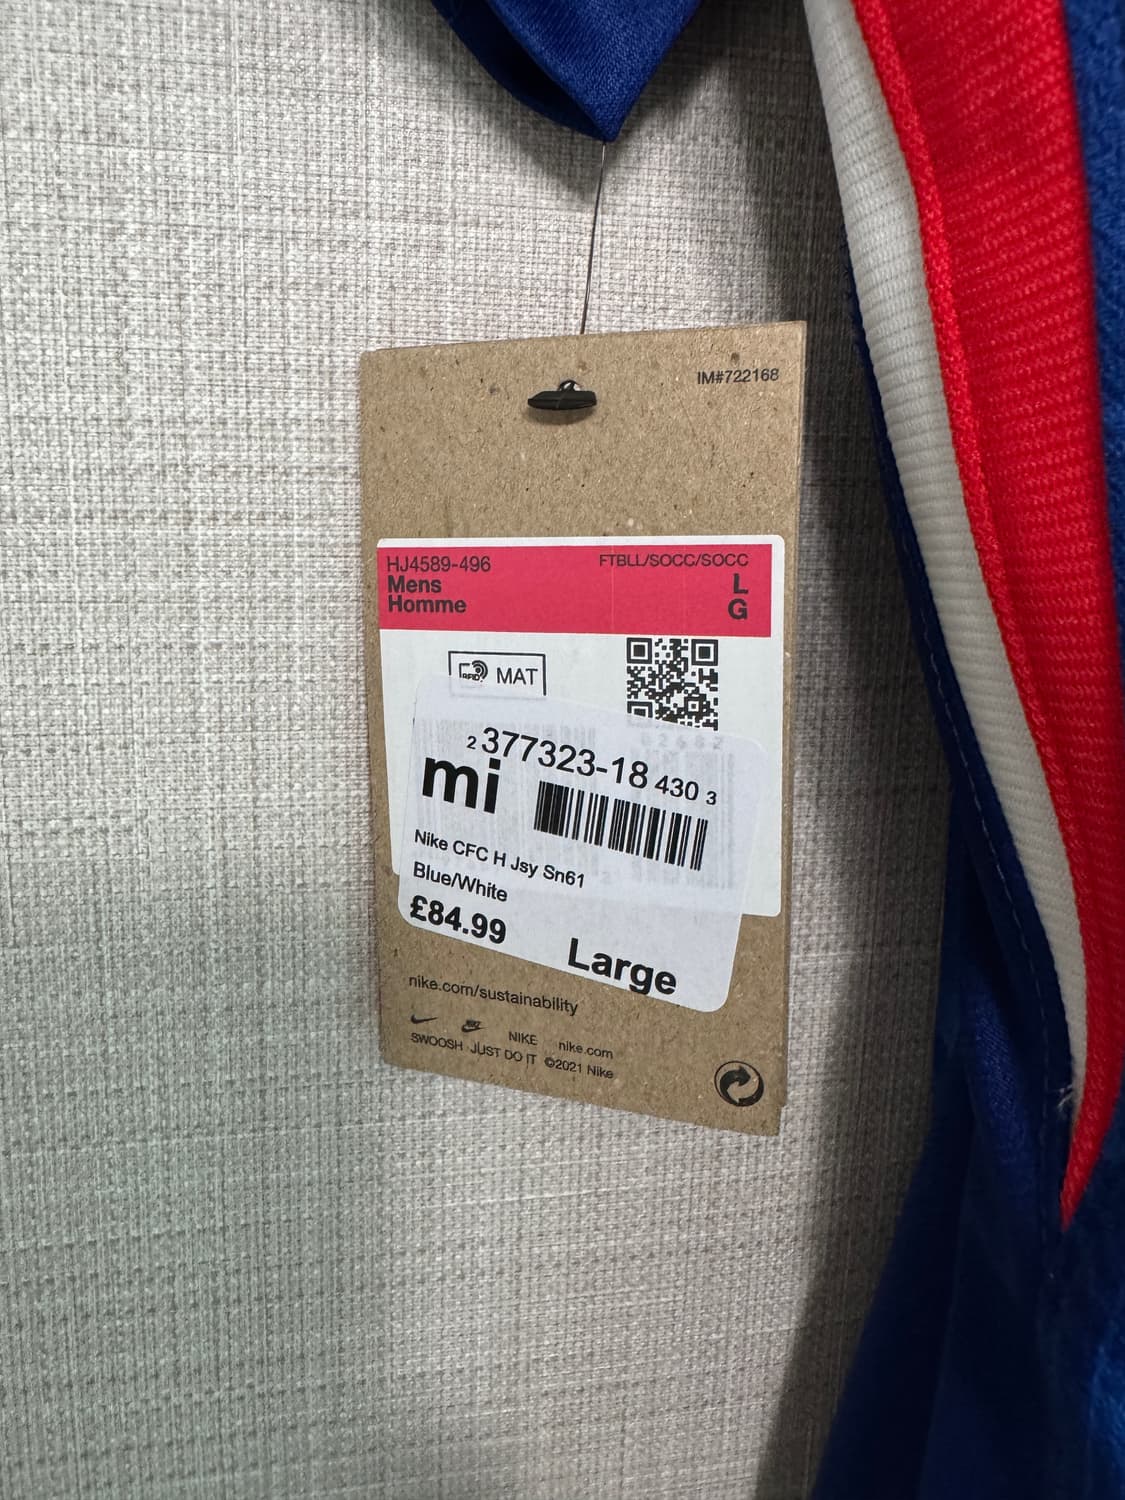 IM#722168
HJ4589-496 FTBLL/SOCC/SOCC
Mens L
Homme G
RFID MAT
2 377323-18 430 3
mi
Nike CFC H Jsy Sn61
Blue/White
£84.99
Large
nike.com/sustainability
NIKE nike.com
SWOOSH JUST DO IT ©2021 Nike